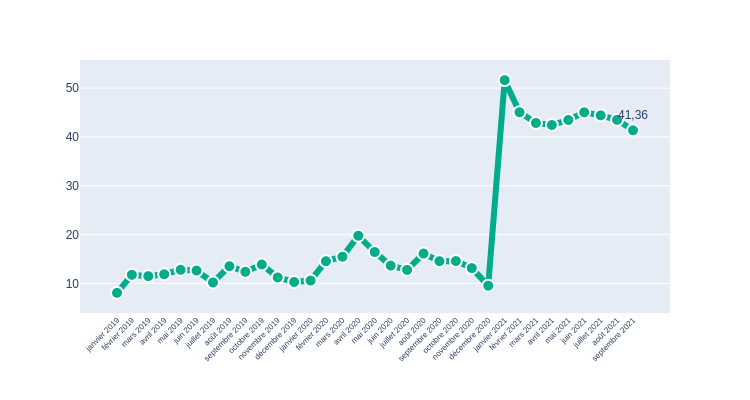 50
40
30
20
10
41,36
janvier 2019
février 2019
mars 2019
avril 2019
mai 2019
juin 2019
juillet 2019
août 2019
septembre 2019
octobre 2019
novembre 2019
décembre 2019
janvier 2020
février 2020
mars 2020
avril 2020
mai 2020
juin 2020
juillet 2020
août 2020
septembre 2020
octobre 2020
novembre 2020
décembre 2020
janvier 2021
février 2021
mars 2021
avril 2021
mai 2021
juin 2021
juillet 2021
août 2021
septembre 2021